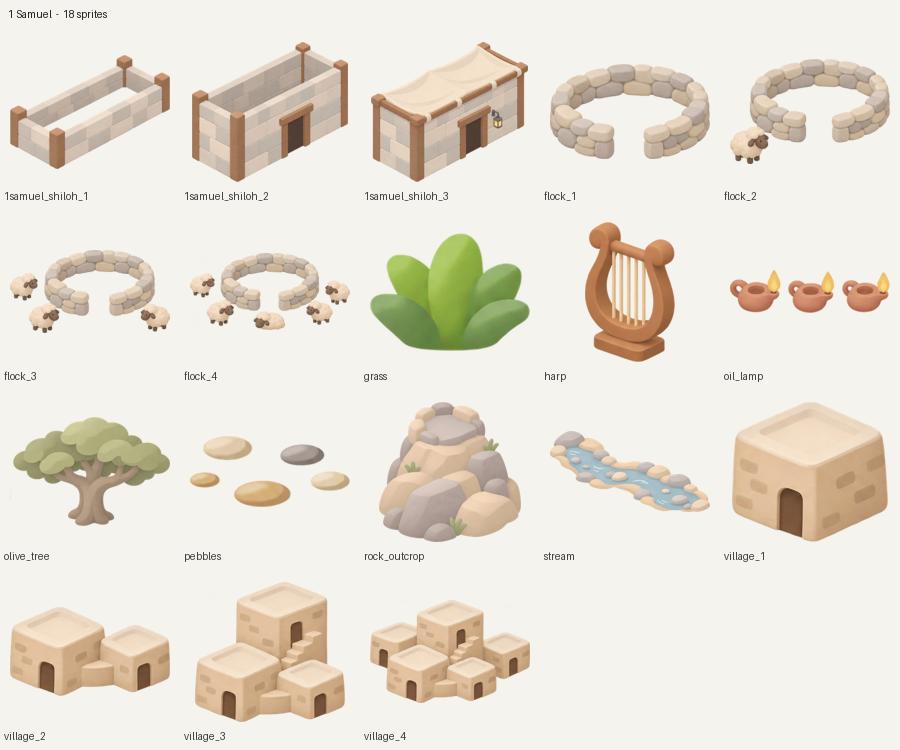 1 Samuel - 18 sprites
1samuel_shiloh_1
1samuel_shiloh_2
1samuel_shiloh_3
flock_1
flock_2
flock_3
flock_4
grass
harp
oil_lamp
olive_tree
pebbles
rock_outcrop
stream
village_1
village_2
village_3
village_4